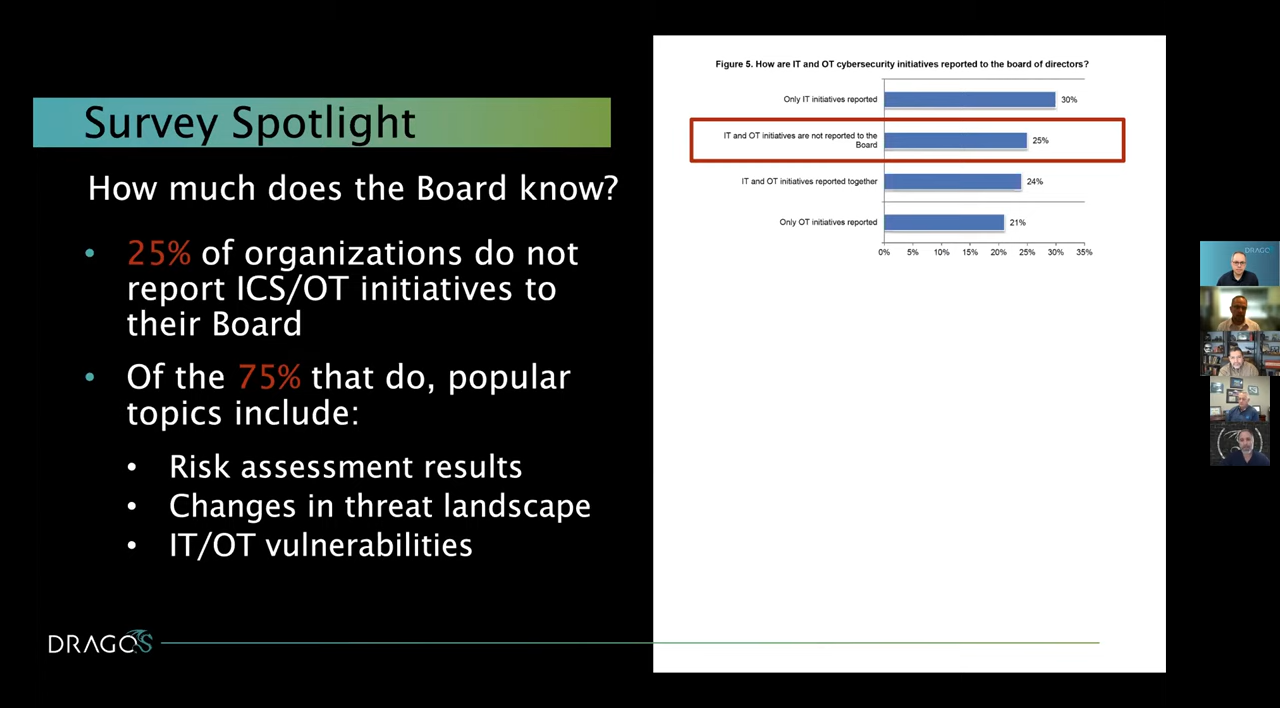 Survey Spotlight
How much does the Board know?
• 25% of organizations do not
report ICS/OT initiatives to
their Board
• Of the 75% that do, popular
topics include:
• Risk assessment results
• Changes in threat landscape
• IT/OT vulnerabilities
DRAGOS
Figure 5. How are IT and OT cybersecurity initiatives reported to the board of directors?
Only IT initiatives reported 30%
IT and OT initiatives are not reported to the
Board 25%
IT and OT initiatives reported together 24%
Only OT initiatives reported 21%
0% 5% 10% 15% 20% 25% 30% 35%